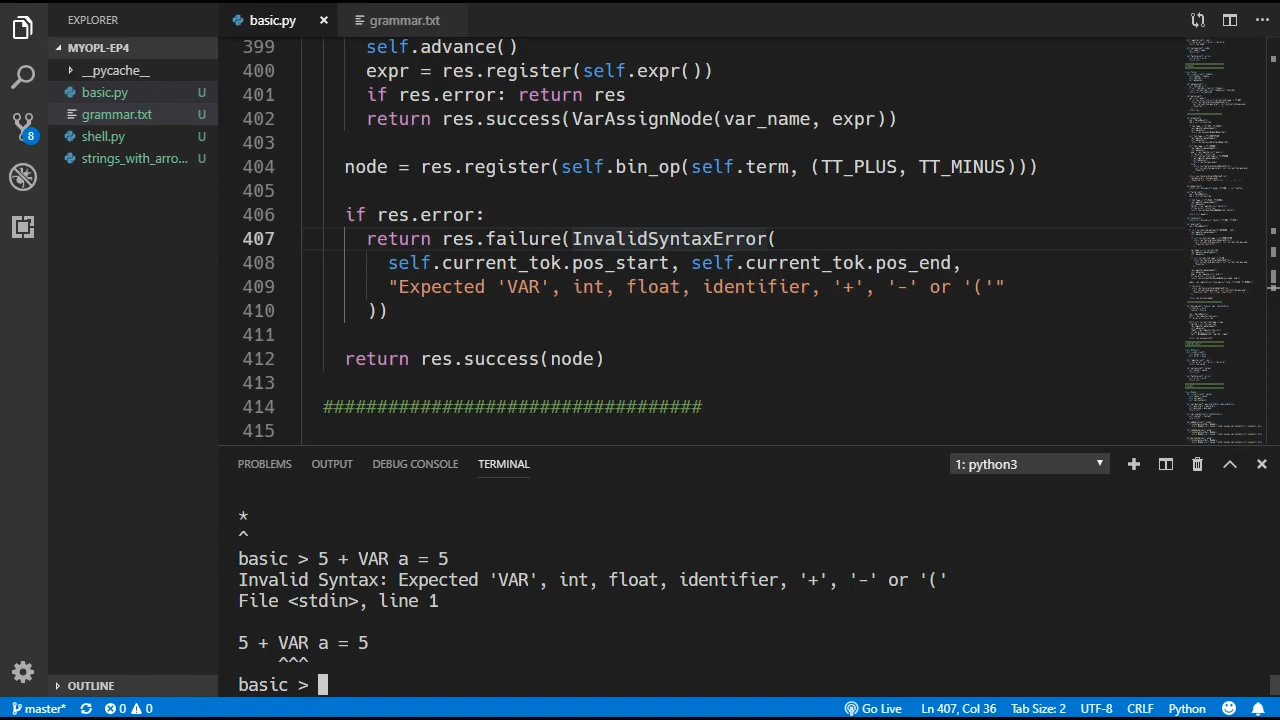 EXPLORER
basic.py ×
grammar.txt
MYOPL-EP4
__pycache__
basic.py U
grammar.txt U
shell.py U
strings_with_arro... U
8
399 self.advance()
400 expr = res.register(self.expr())
401 if res.error: return res
402 return res.success(VarAssignNode(var_name, expr))
403
404 node = res.register(self.bin_op(self.term, (TT_PLUS, TT_MINUS)))
405
406 if res.error:
407 return res.failure(InvalidSyntaxError(
408 self.current_tok.pos_start, self.current_tok.pos_end,
409 "Expected 'VAR', int, float, identifier, '+', '-' or '('"
410 ))
411
412 return res.success(node)
413
414 ###################################
415
PROBLEMS OUTPUT DEBUG CONSOLE TERMINAL 1: python3
*
^
basic > 5 + VAR a = 5
Invalid Syntax: Expected 'VAR', int, float, identifier, '+', '-' or '('
File <stdin>, line 1
5 + VAR a = 5
^^^
basic >
OUTLINE
master* 0 0 Go Live Ln 407, Col 36 Tab Size: 2 UTF-8 CRLF Python